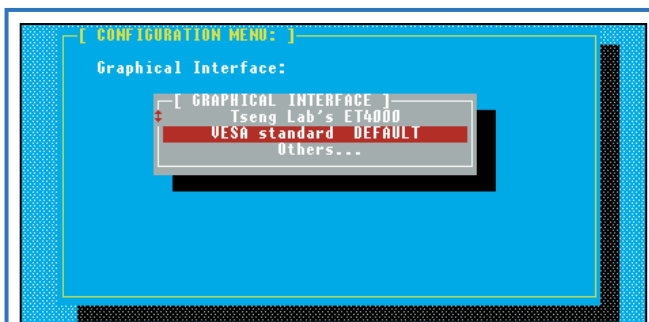 [ CONFIGURATION MENU: ]
Graphical Interface:
[ GRAPHICAL INTERFACE ]
Tseng Lab's ET4000
VESA standard DEFAULT
Others...